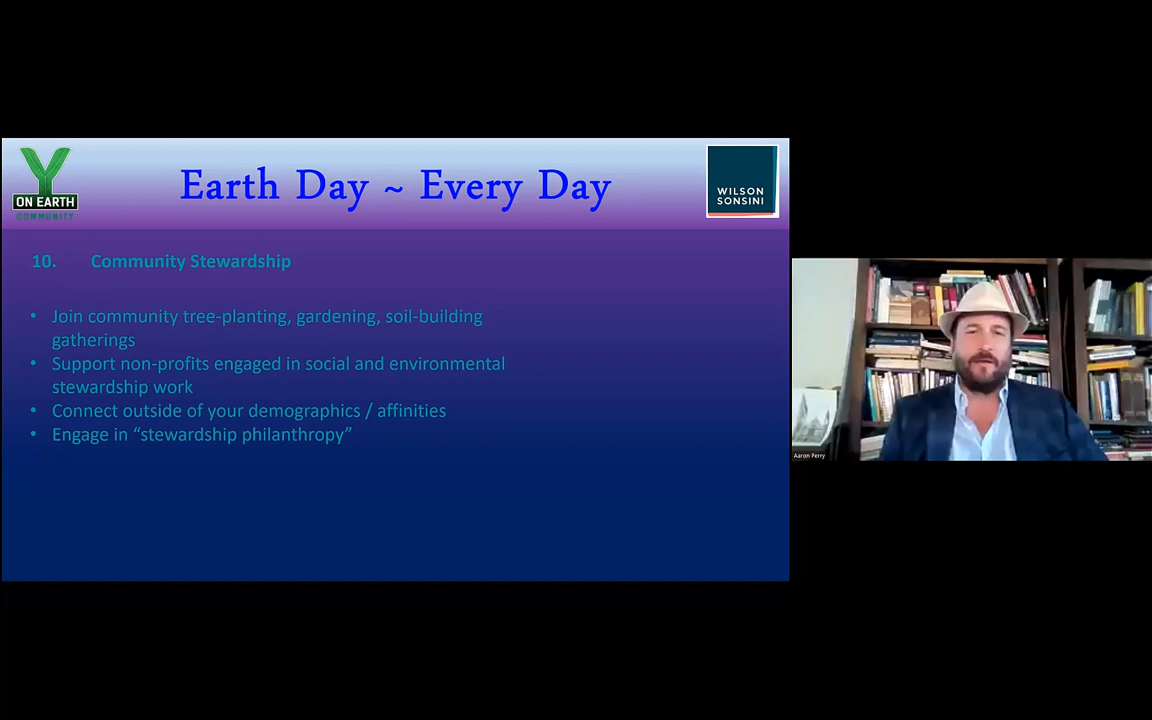 Y
ON EARTH
COMMUNITY
Earth Day ~ Every Day
WILSON
SONSINI
10. Community Stewardship
• Join community tree-planting, gardening, soil-building
gatherings
• Support non-profits engaged in social and environmental
stewardship work
• Connect outside of your demographics / affinities
• Engage in “stewardship philanthropy”
Aaron Perry